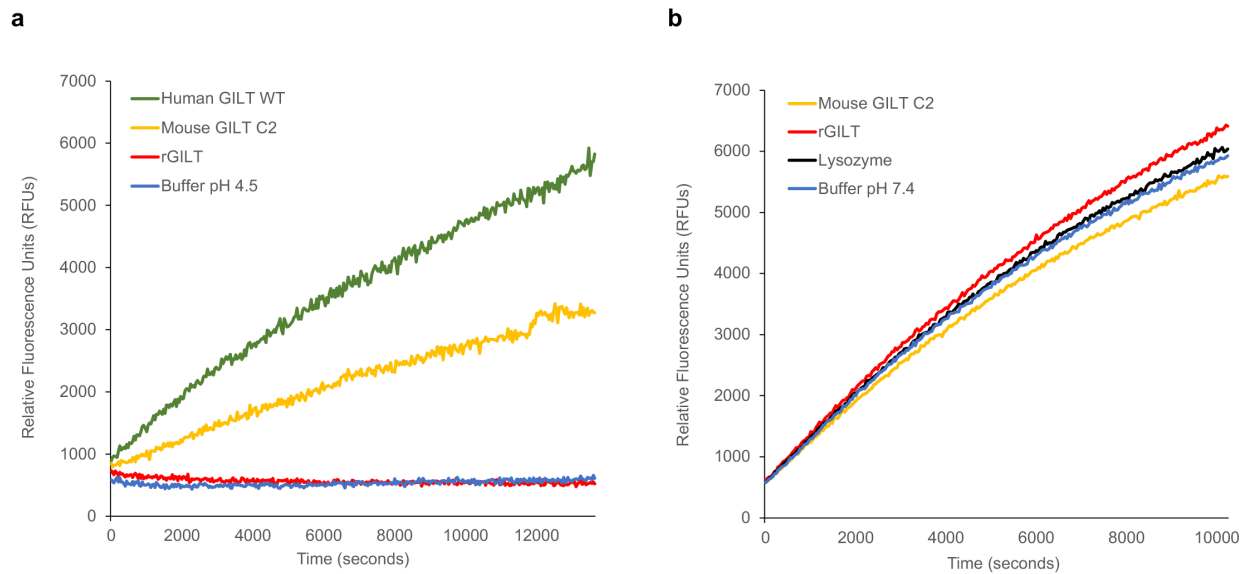 a
Relative Fluorescence Units (RFUs)
7000
6000
5000
4000
3000
2000
1000
0
Human GILT WT
Mouse GILT C2
rGILT
Buffer pH 4.5
0 2000 4000 6000 8000 10000 12000
Time (seconds)
b
Relative Fluorescence Units (RFUs)
7000
6000
5000
4000
3000
2000
1000
0
Mouse GILT C2
rGILT
Lysozyme
Buffer pH 7.4
0 2000 4000 6000 8000 10000
Time (seconds)